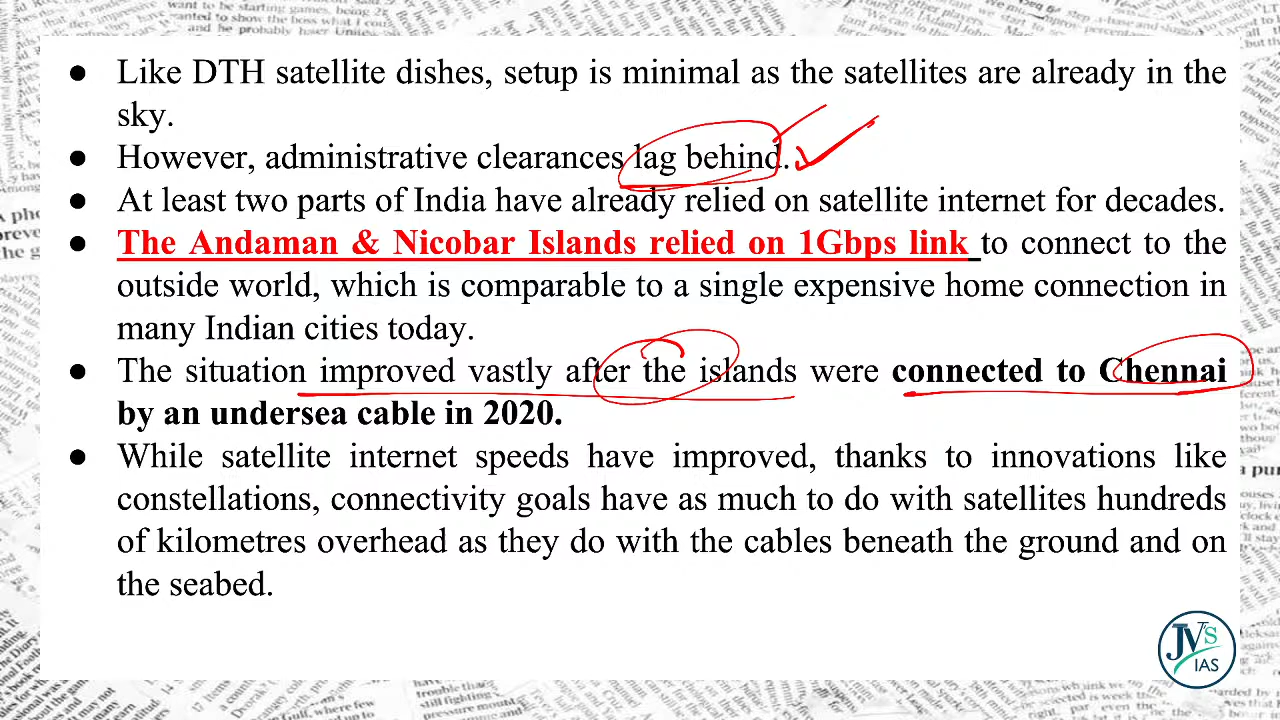 ● Like DTH satellite dishes, setup is minimal as the satellites are already in the
sky.
● However, administrative clearances lag behind.
● At least two parts of India have already relied on satellite internet for decades.
● The Andaman & Nicobar Islands relied on 1Gbps link to connect to the
outside world, which is comparable to a single expensive home connection in
many Indian cities today.
● The situation improved vastly after the islands were connected to Chennai
by an undersea cable in 2020.
● While satellite internet speeds have improved, thanks to innovations like
constellations, connectivity goals have as much to do with satellites hundreds
of kilometres overhead as they do with the cables beneath the ground and on
the seabed.
JV'S
IAS